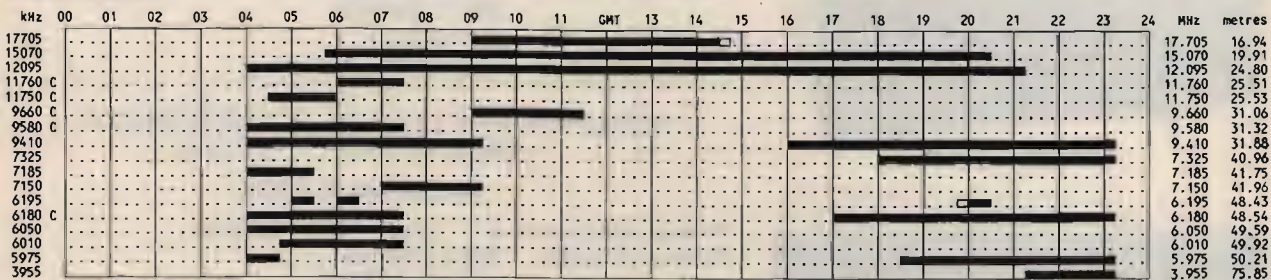 kHz 00 01 02 03 04 05 06 07 08 09 10 11 GMT 13 14 15 16 17 18 19 20 21 22 23 24 MHz metres
17705 17.705 16.94
15070 15.070 19.91
12095 12.095 24.80
11760 C 11.760 25.51
11750 C 11.750 25.53
9660 C 9.660 31.06
9580 C 9.580 31.32
9410 9.410 31.88
7325 7.325 40.96
7185 7.185 41.75
7150 7.150 41.96
6195 6.195 48.43
6180 C 6.180 48.54
6050 6.050 49.59
6010 6.010 49.92
5975 5.975 50.21
3955 3.955 75.85